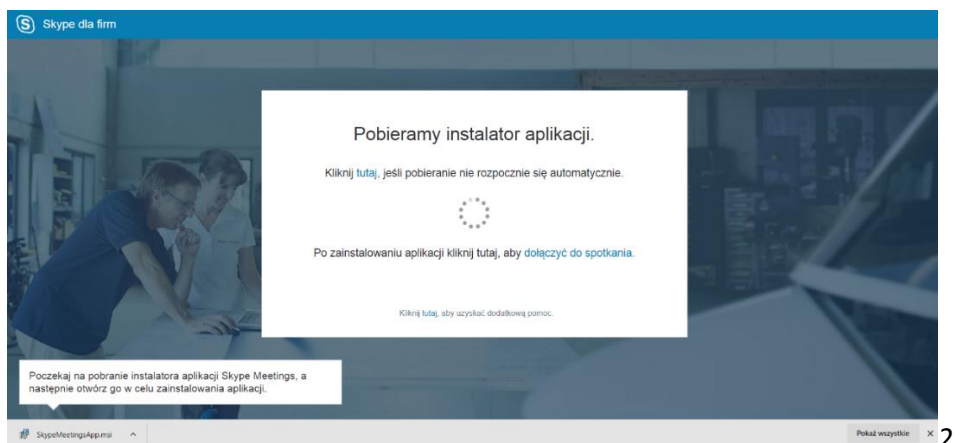 Skype dla firm
Pobieramy instalator aplikacji.
Kliknij tutaj, jeśli pobieranie nie rozpocznie się automatycznie.
Po zainstalowaniu aplikacji kliknij tutaj, aby dołączyć do spotkania.
Kliknij tutaj, aby uzyskać dodatkową pomoc.
Poczekaj na pobranie instalatora aplikacji Skype Meetings, a
następnie otwórz go w celu zainstalowania aplikacji.
SkypeMeetingsApp.msi
Pokaż wszystkie
2